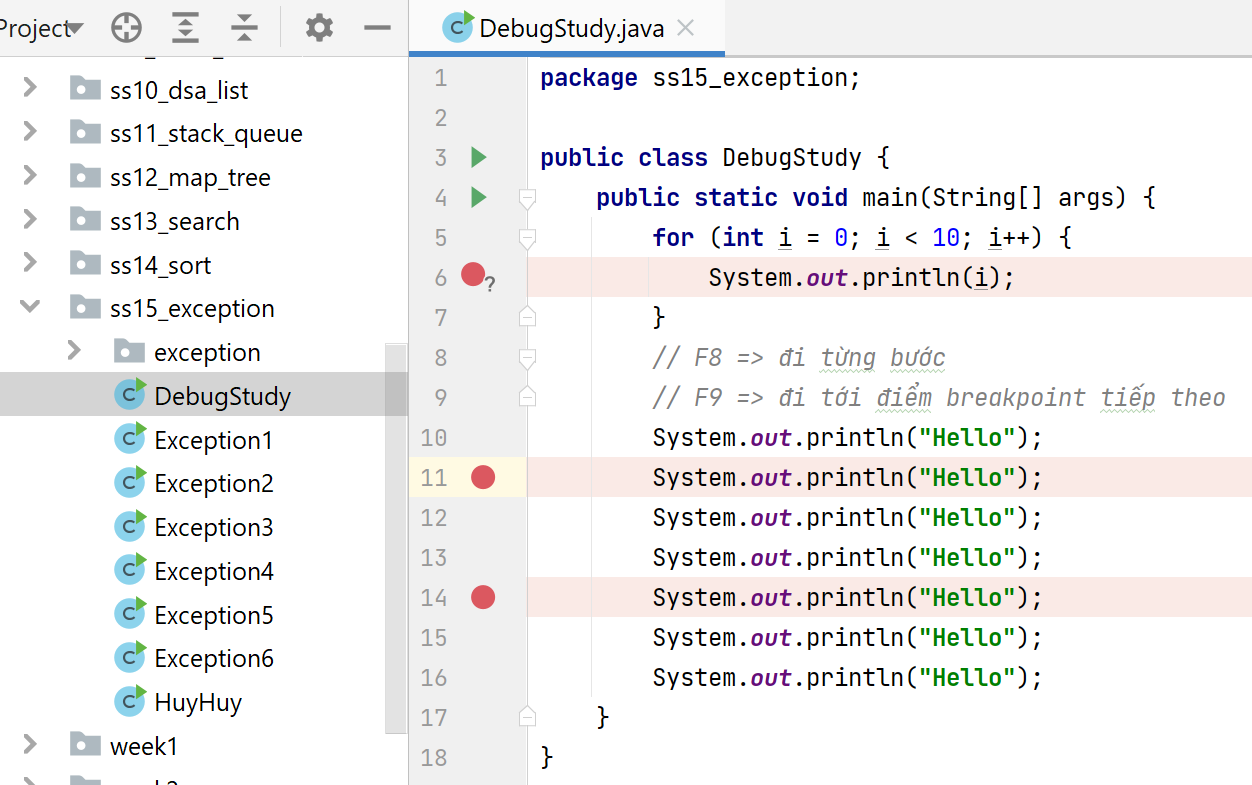 Project
ss10_dsa_list
ss11_stack_queue
ss12_map_tree
ss13_search
ss14_sort
ss15_exception
exception
DebugStudy
Exception1
Exception2
Exception3
Exception4
Exception5
Exception6
HuyHuy
week1
DebugStudy.java
1 package ss15_exception;
2
3 public class DebugStudy {
4 public static void main(String[] args) {
5 for (int i = 0; i < 10; i++) {
6 ? System.out.println(i);
7 }
8 // F8 => đi từng bước
9 // F9 => đi tới điểm breakpoint tiếp theo
10 System.out.println("Hello");
11 System.out.println("Hello");
12 System.out.println("Hello");
13 System.out.println("Hello");
14 System.out.println("Hello");
15 System.out.println("Hello");
16 System.out.println("Hello");
17 }
18 }